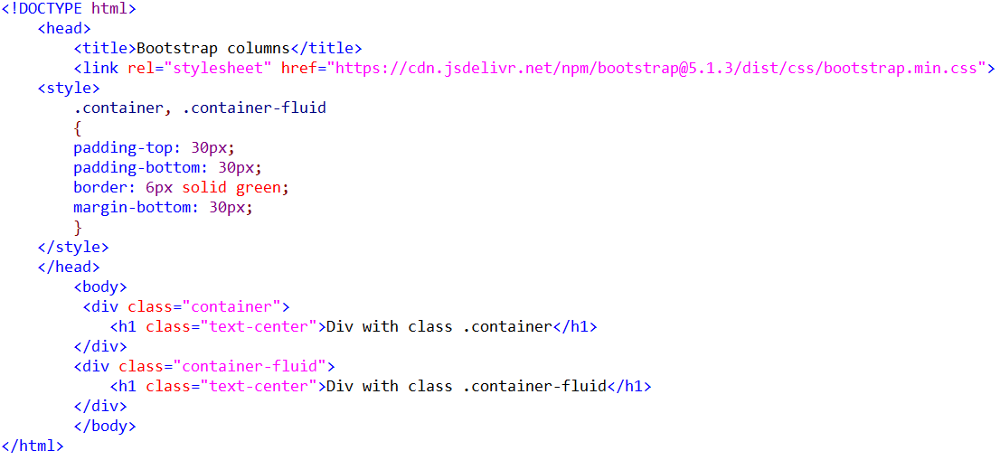 <!DOCTYPE html>
<head>
<title>Bootstrap columns</title>
<link rel="stylesheet" href="https://cdn.jsdelivr.net/npm/bootstrap@5.1.3/dist/css/bootstrap.min.css">
<style>
.container, .container-fluid
{
padding-top: 30px;
padding-bottom: 30px;
border: 6px solid green;
margin-bottom: 30px;
}
</style>
</head>
<body>
<div class="container">
<h1 class="text-center">Div with class .container</h1>
</div>
<div class="container-fluid">
<h1 class="text-center">Div with class .container-fluid</h1>
</div>
</body>
</html>